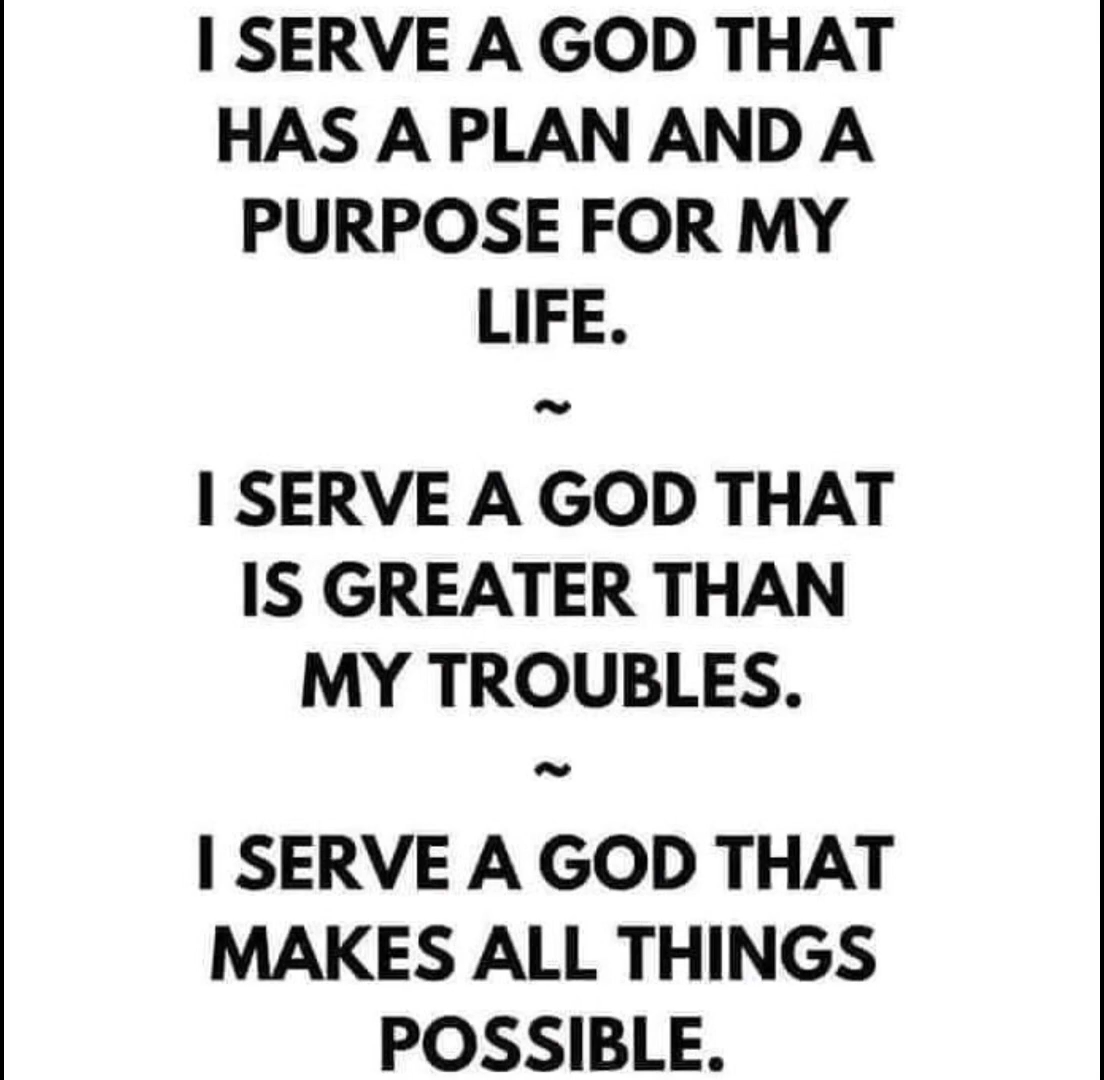 I SERVE A GOD THAT
HAS A PLAN AND A
PURPOSE FOR MY
LIFE.
~
I SERVE A GOD THAT
IS GREATER THAN
MY TROUBLES.
~
I SERVE A GOD THAT
MAKES ALL THINGS
POSSIBLE.